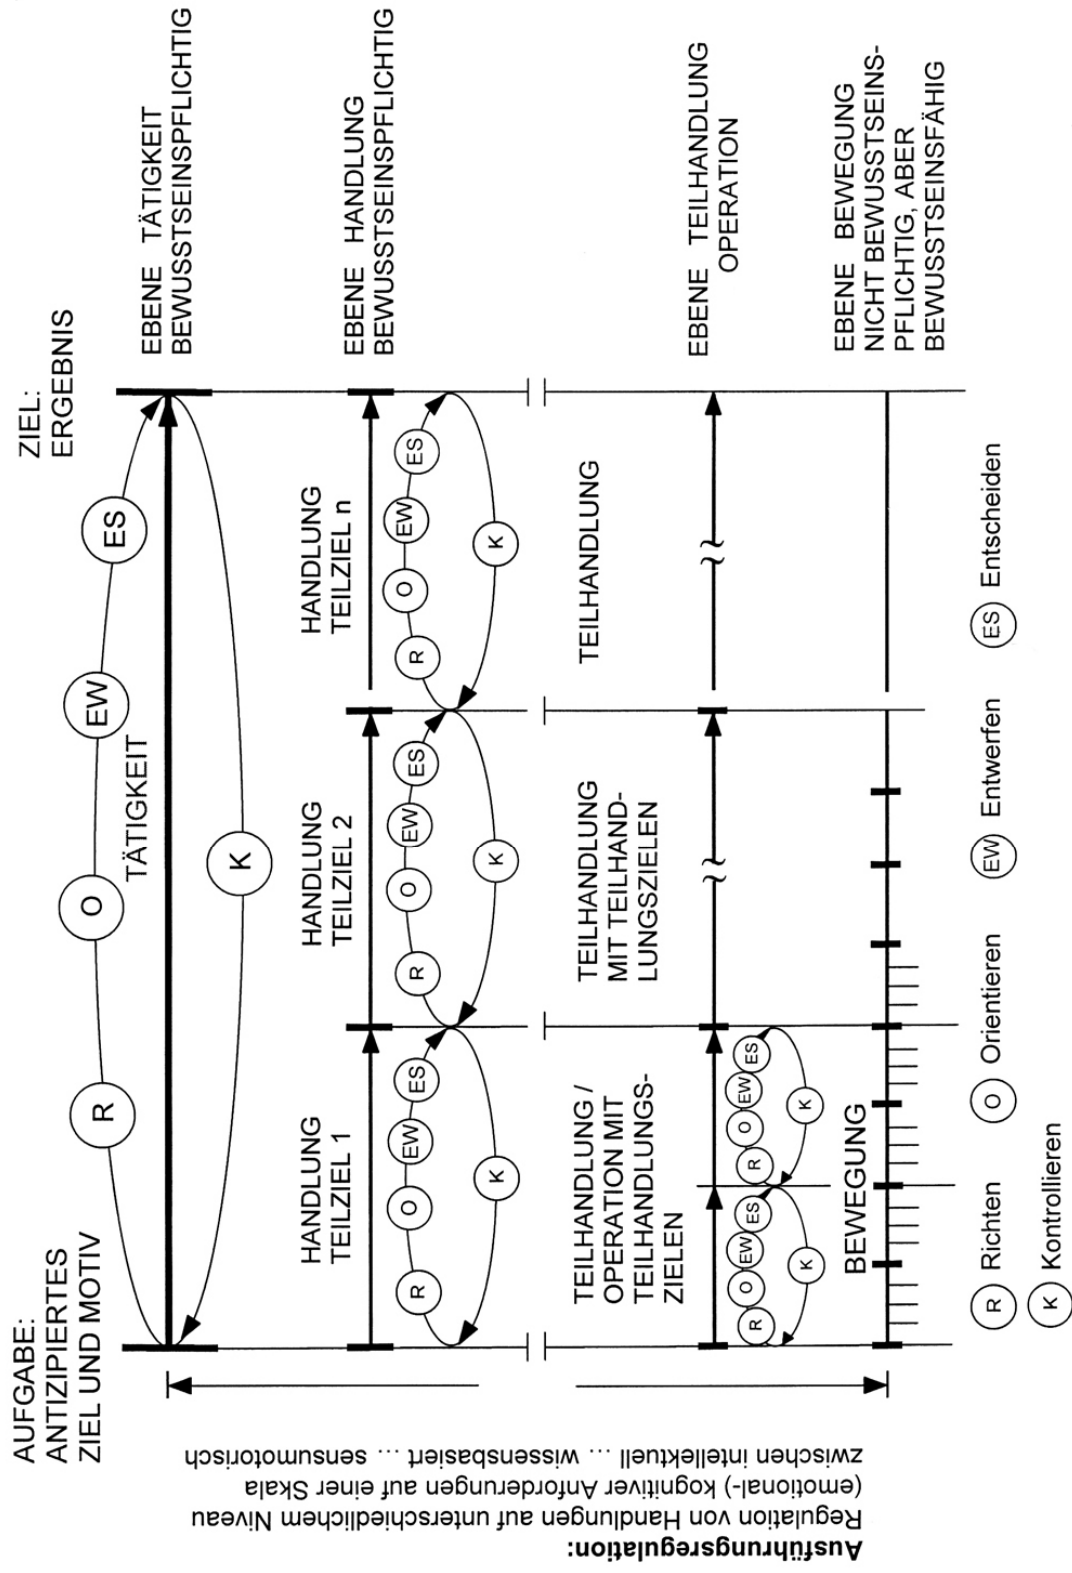 AUFGABE:
ANTIZIPIERTES
ZIEL UND MOTIV
ZIEL:
ERGEBNIS
R
O
EW
ES
TÄTIGKEIT
K
EBENE TÄTIGKEIT
BEWUSSTSEINSPFLICHTIG
HANDLUNG
TEILZIEL 1
HANDLUNG
TEILZIEL 2
HANDLUNG
TEILZIEL n
EBENE HANDLUNG
BEWUSSTSEINSPFLICHTIG
R
O
EW
ES
K
R
O
EW
ES
K
R
O
EW
ES
K
TEILHANDLUNG /
OPERATION MIT
TEILHANDLUNGS-
ZIELEN
TEILHANDLUNG
MIT TEILHAND-
LUNGSZIELEN
TEILHANDLUNG
EBENE TEILHANDLUNG
OPERATION
R
O
EW
ES
K
R
O
EW
ES
K
BEWEGUNG
EBENE BEWEGUNG
NICHT BEWUSSTSEINS-
PFLICHTIG, ABER
BEWUSSTSEINSFÄHIG
R Richten
O Orientieren
EW Entwerfen
ES Entscheiden
K Kontrollieren
Ausführungsregulation:
Regulation von Handlungen auf unterschiedlichem Niveau
(emotional-) kognitiver Anforderungen auf einer Skala
zwischen intellektuell ... wissensbasiert ... sensumotorisch